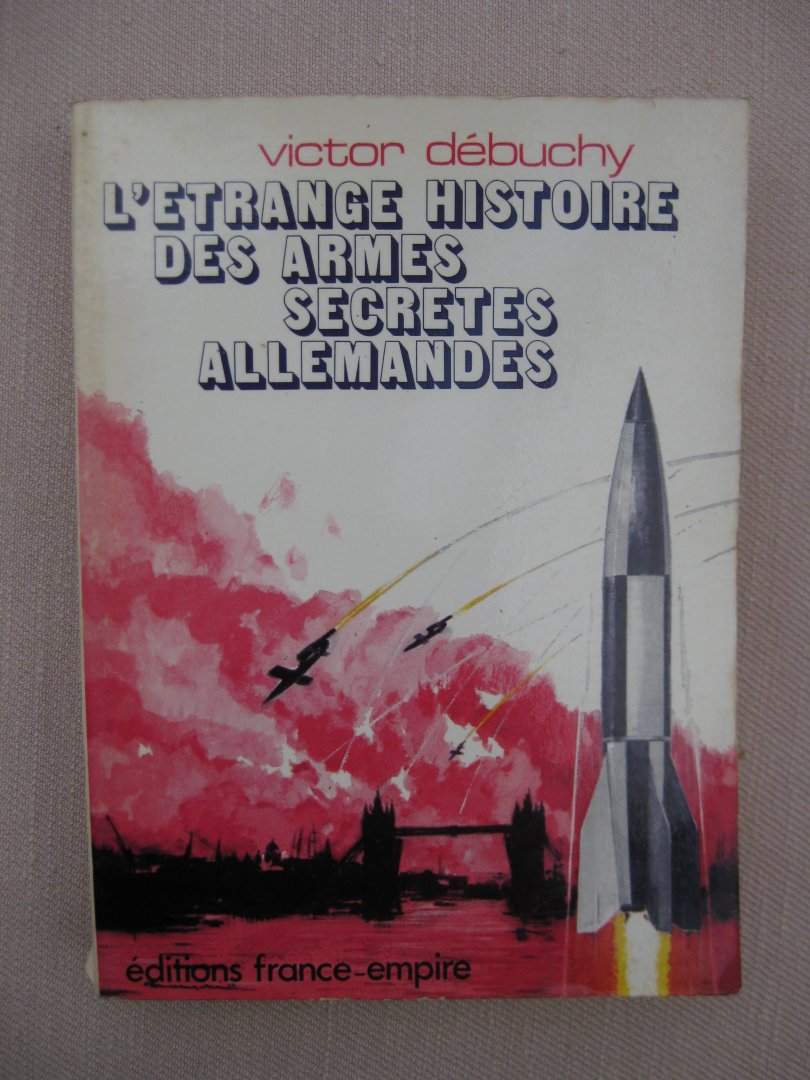 victor débuchy
L'ETRANGE HISTOIRE
DES ARMES
SECRETES
ALLEMANDES
éditions france-empire